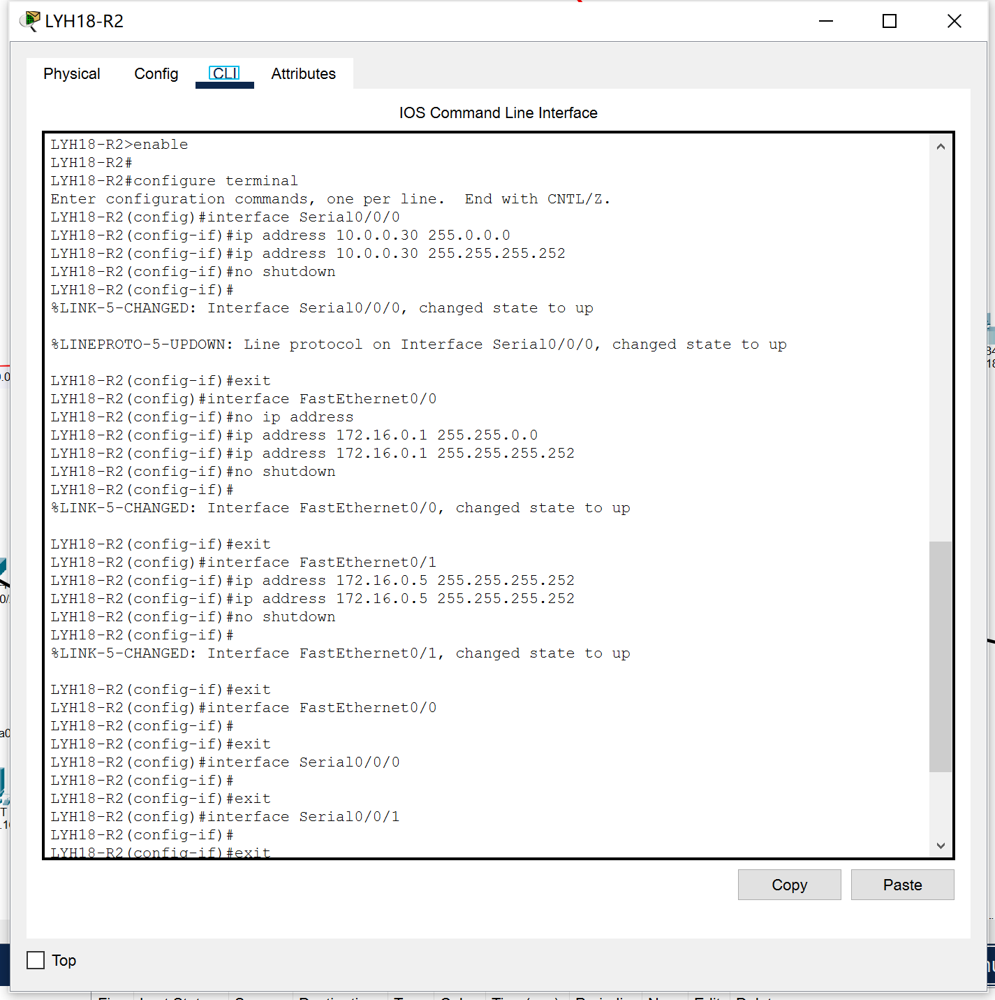 LYH18-R2
Physical Config CLI Attributes
IOS Command Line Interface
LYH18-R2>enable
LYH18-R2#
LYH18-R2#configure terminal
Enter configuration commands, one per line.  End with CNTL/Z.
LYH18-R2(config)#interface Serial0/0/0
LYH18-R2(config-if)#ip address 10.0.0.30 255.0.0.0
LYH18-R2(config-if)#ip address 10.0.0.30 255.255.255.252
LYH18-R2(config-if)#no shutdown
LYH18-R2(config-if)#
%LINK-5-CHANGED: Interface Serial0/0/0, changed state to up
%LINEPROTO-5-UPDOWN: Line protocol on Interface Serial0/0/0, changed state to up
LYH18-R2(config-if)#exit
LYH18-R2(config)#interface FastEthernet0/0
LYH18-R2(config-if)#no ip address
LYH18-R2(config-if)#ip address 172.16.0.1 255.255.0.0
LYH18-R2(config-if)#ip address 172.16.0.1 255.255.255.252
LYH18-R2(config-if)#no shutdown
LYH18-R2(config-if)#
%LINK-5-CHANGED: Interface FastEthernet0/0, changed state to up
LYH18-R2(config-if)#exit
LYH18-R2(config)#interface FastEthernet0/1
LYH18-R2(config-if)#ip address 172.16.0.5 255.255.255.252
LYH18-R2(config-if)#ip address 172.16.0.5 255.255.255.252
LYH18-R2(config-if)#no shutdown
LYH18-R2(config-if)#
%LINK-5-CHANGED: Interface FastEthernet0/1, changed state to up
LYH18-R2(config-if)#exit
LYH18-R2(config)#interface FastEthernet0/0
LYH18-R2(config-if)#
LYH18-R2(config-if)#exit
LYH18-R2(config)#interface Serial0/0/0
LYH18-R2(config-if)#
LYH18-R2(config-if)#exit
LYH18-R2(config)#interface Serial0/0/1
LYH18-R2(config-if)#
LYH18-R2(config-if)#exit
Copy Paste
Top